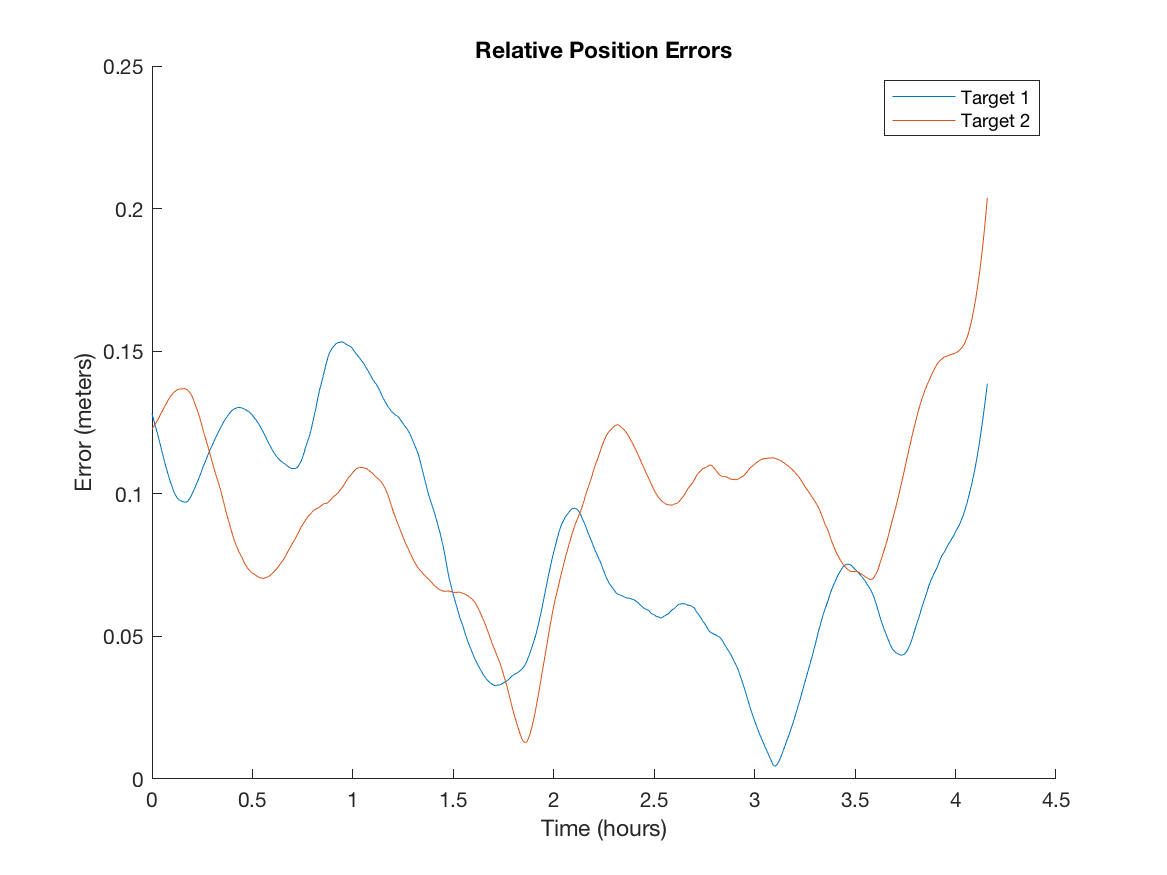 Relative Position Errors
Target 1
Target 2
Error (meters)
0.25
0.2
0.15
0.1
0.05
0
0 0.5 1 1.5 2 2.5 3 3.5 4 4.5
Time (hours)